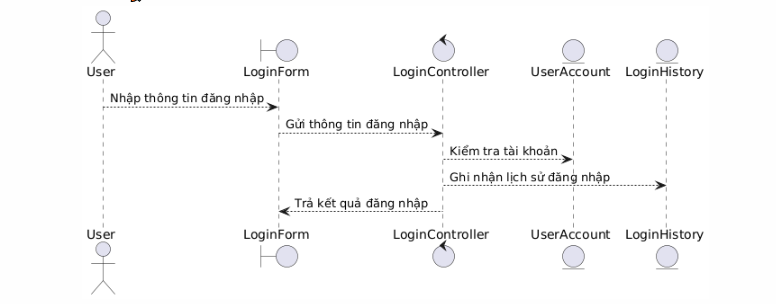 User
LoginForm
LoginController
UserAccount
LoginHistory
Nhập thông tin đăng nhập
Gửi thông tin đăng nhập
Kiểm tra tài khoản
Ghi nhận lịch sử đăng nhập
Trả kết quả đăng nhập
User
LoginForm
LoginController
UserAccount
LoginHistory